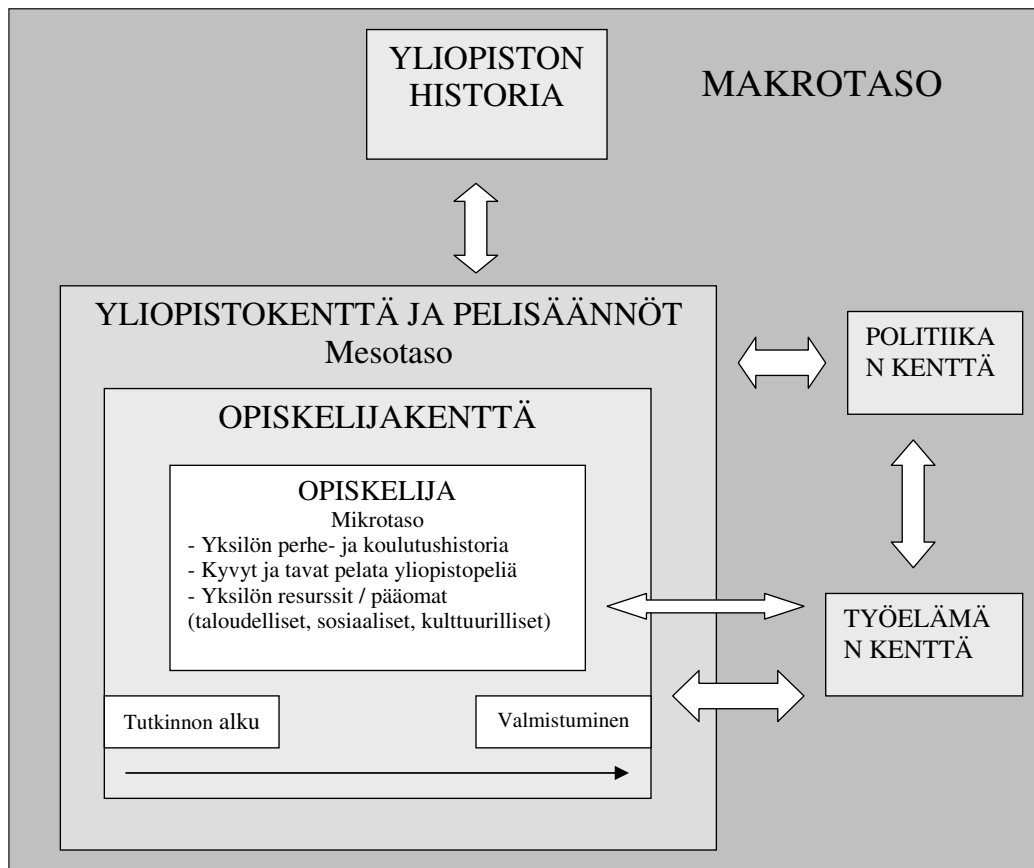 YLIOPISTON
HISTORIA
MAKROTASO
YLIOPISTOKENTTÄ JA PELISÄÄNNÖT
Mesotaso
POLITIIKA
N KENTTÄ
OPISKELIJAKENTTÄ
OPISKELIJA
Mikrotaso
- Yksilön perhe- ja koulutushistoria
- Kyvyt ja tavat pelata yliopistopeliä
- Yksilön resurssit / pääomat
(taloudelliset, sosiaaliset, kulttuurilliset)
TYÖELÄMÄ
N KENTTÄ
Tutkinnon alku
Valmistuminen